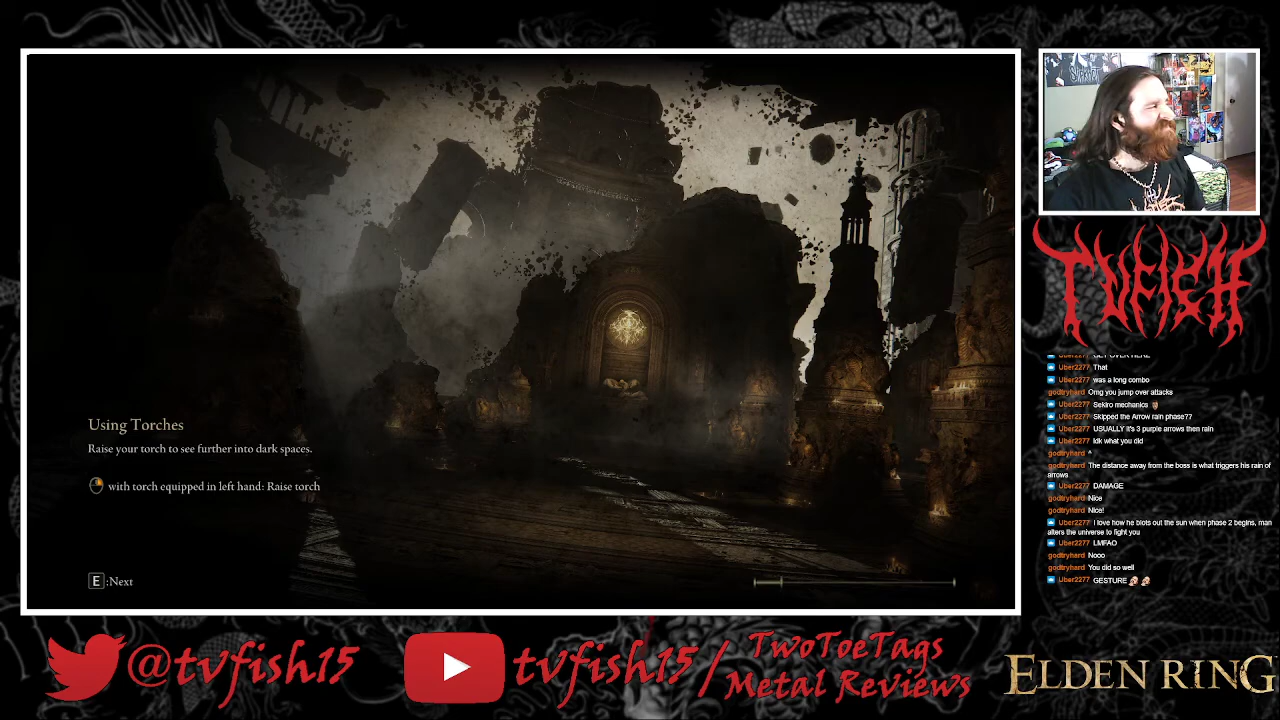 SLIPKNOT
TVFISH
GET OVER HERE
Uber2277 That
Uber2277 was a long combo
godtryhard Omg you jump over attacks
Uber2277 Sekiro mechanics
Uber2277 Skipped the Arrow rain phase??
Uber2277 USUALLY it's 3 purple arrows then rain
Uber2277 Idk what you did
godtryhard ^
godtryhard The distance away from the boss is what triggers his rain of
arrows
Uber2277 DAMAGE
godtryhard Nice
godtryhard Nice!
Uber2277 I love how he blots out the sun when phase 2 begins, man
alters the universe to fight you
Uber2277 LMFAO
godtryhard Nooo
godtryhard You did so well
Uber2277 GESTURE
Using Torches
Raise your torch to see further into dark spaces.
with torch equipped in left hand: Raise torch
E:Next
@tvfish15
tvfish15 / TwoToeTags
Metal Reviews
ELDEN RING